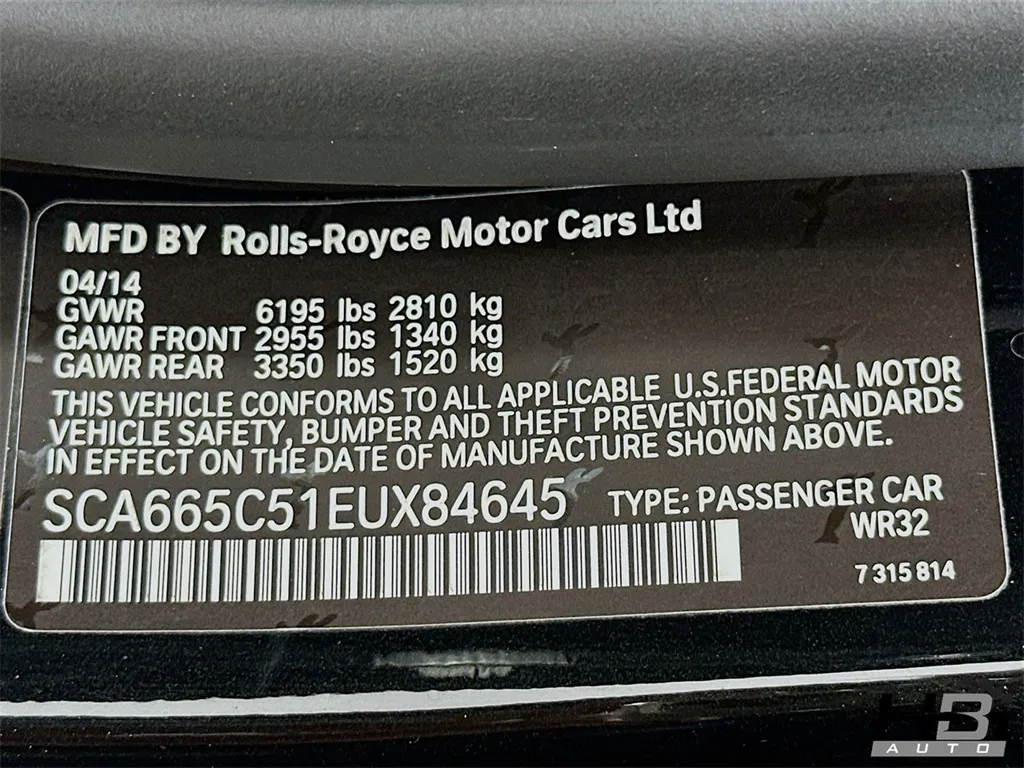 MFD BY Rolls-Royce Motor Cars Ltd
04/14
GVWR 6195 lbs 2810 kg
GAWR FRONT 2955 lbs 1340 kg
GAWR REAR 3350 lbs 1520 kg
THIS VEHICLE CONFORMS TO ALL APPLICABLE U.S.FEDERAL MOTOR
VEHICLE SAFETY, BUMPER AND THEFT PREVENTION STANDARDS
IN EFFECT ON THE DATE OF MANUFACTURE SHOWN ABOVE.
SCA665C51EUX84645 TYPE: PASSENGER CAR
WR32
7 315 814
HB
AUTO